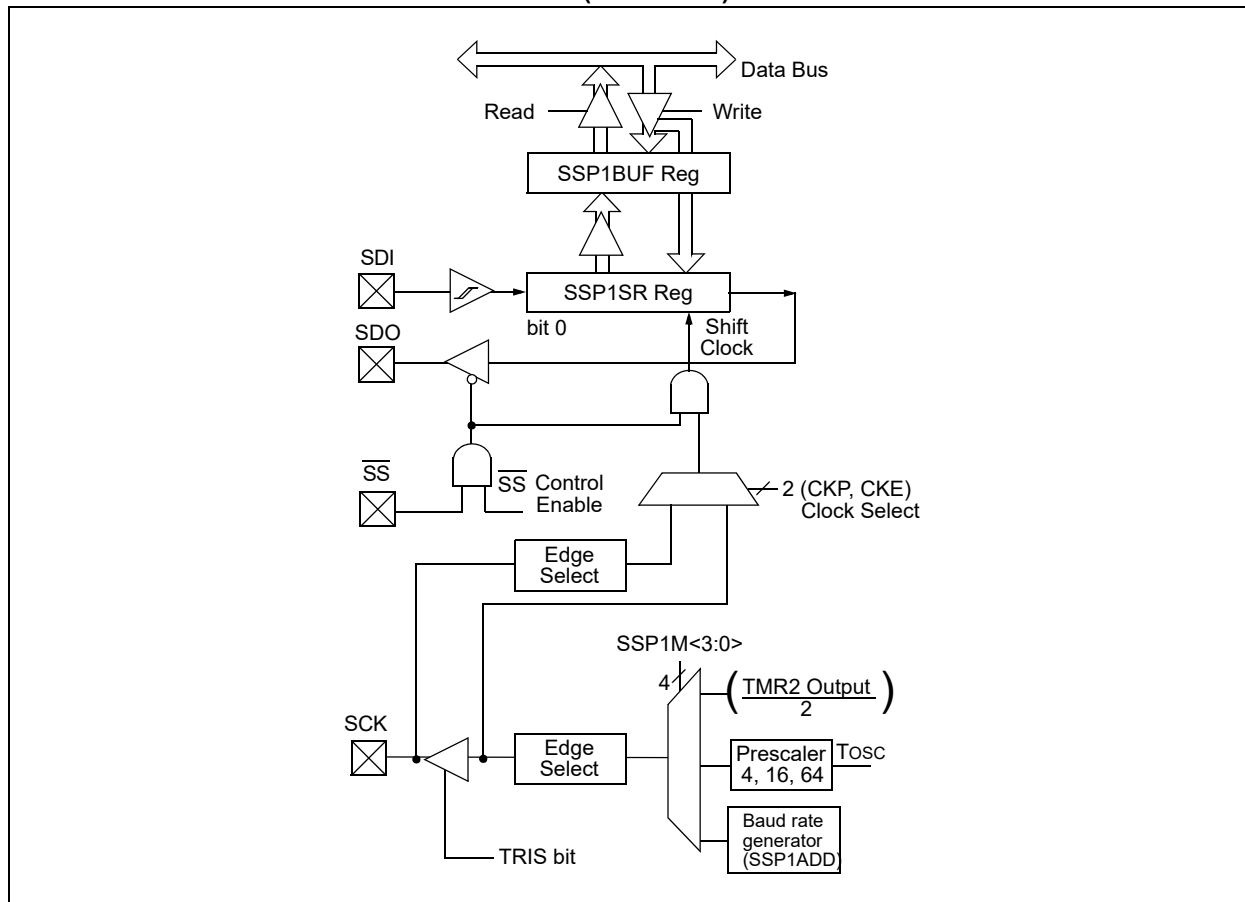 Data Bus
Read
Write
SSP1BUF Reg
SDI
SSP1SR Reg
bit 0
Shift
Clock
SDO
SS
SS Control
Enable
2 (CKP, CKE)
Clock Select
Edge
Select
SSP1M<3:0>
4
(TMR2 Output)
2
SCK
Edge
Select
Prescaler
4, 16, 64
TOSC
Baud rate
generator
(SSP1ADD)
TRIS bit